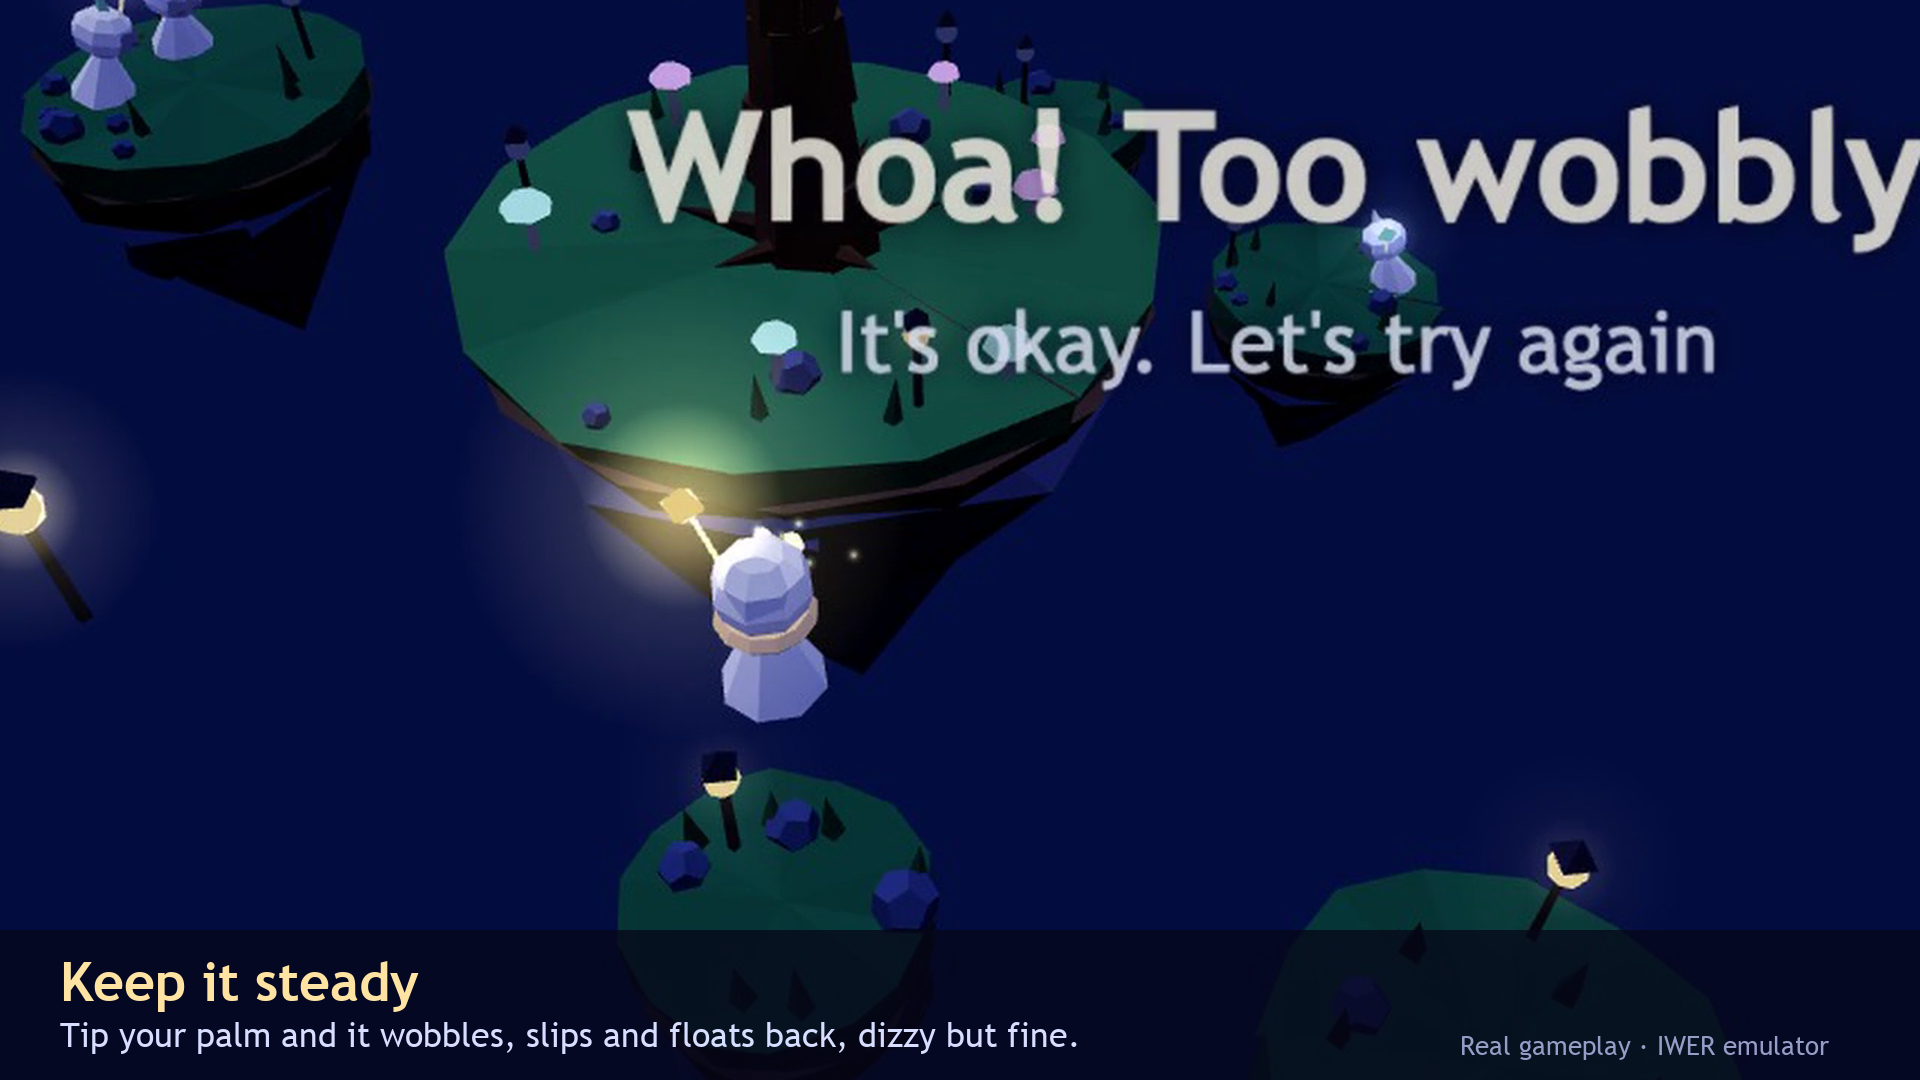 Whoa! Too wobbly
It's okay. Let's try again
Keep it steady
Tip your palm and it wobbles, slips and floats back, dizzy but fine.
Real gameplay · IWER emulator